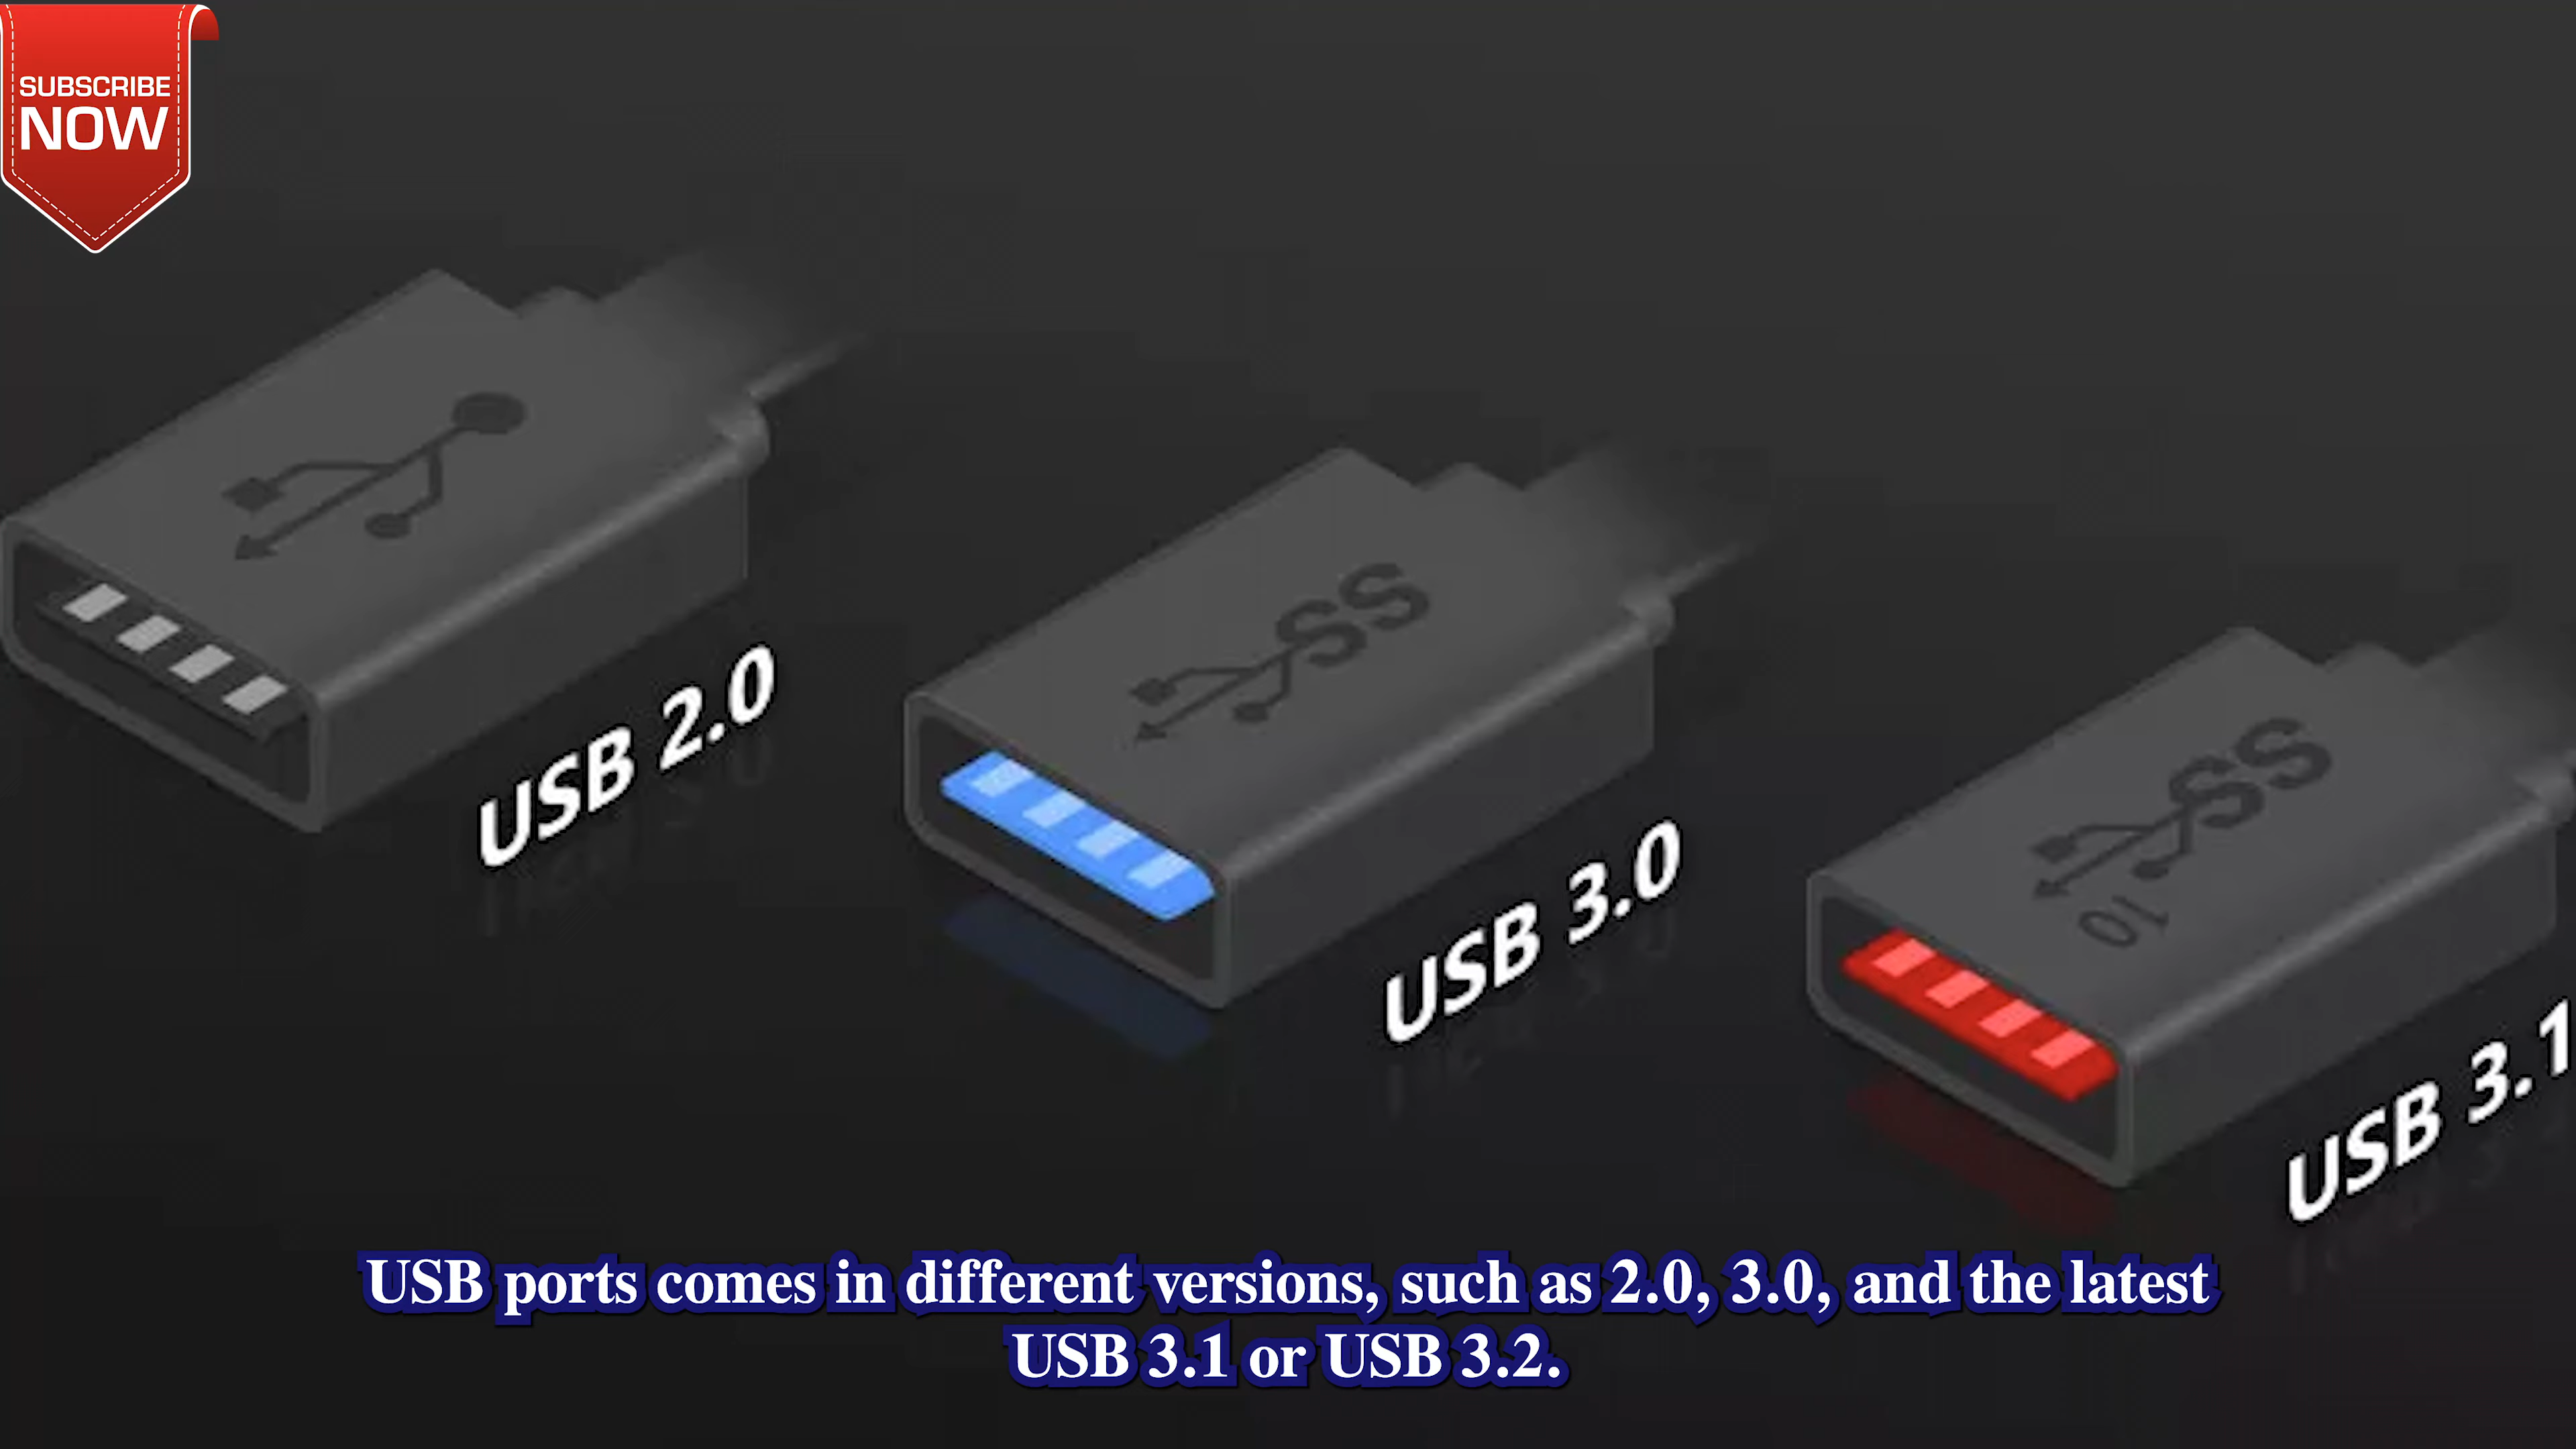 SUBSCRIBE
NOW
SS
SS
10
USB 2.0
USB 3.0
USB 3.1
USB ports comes in different versions, such as 2.0, 3.0, and the latest
USB 3.1 or USB 3.2.